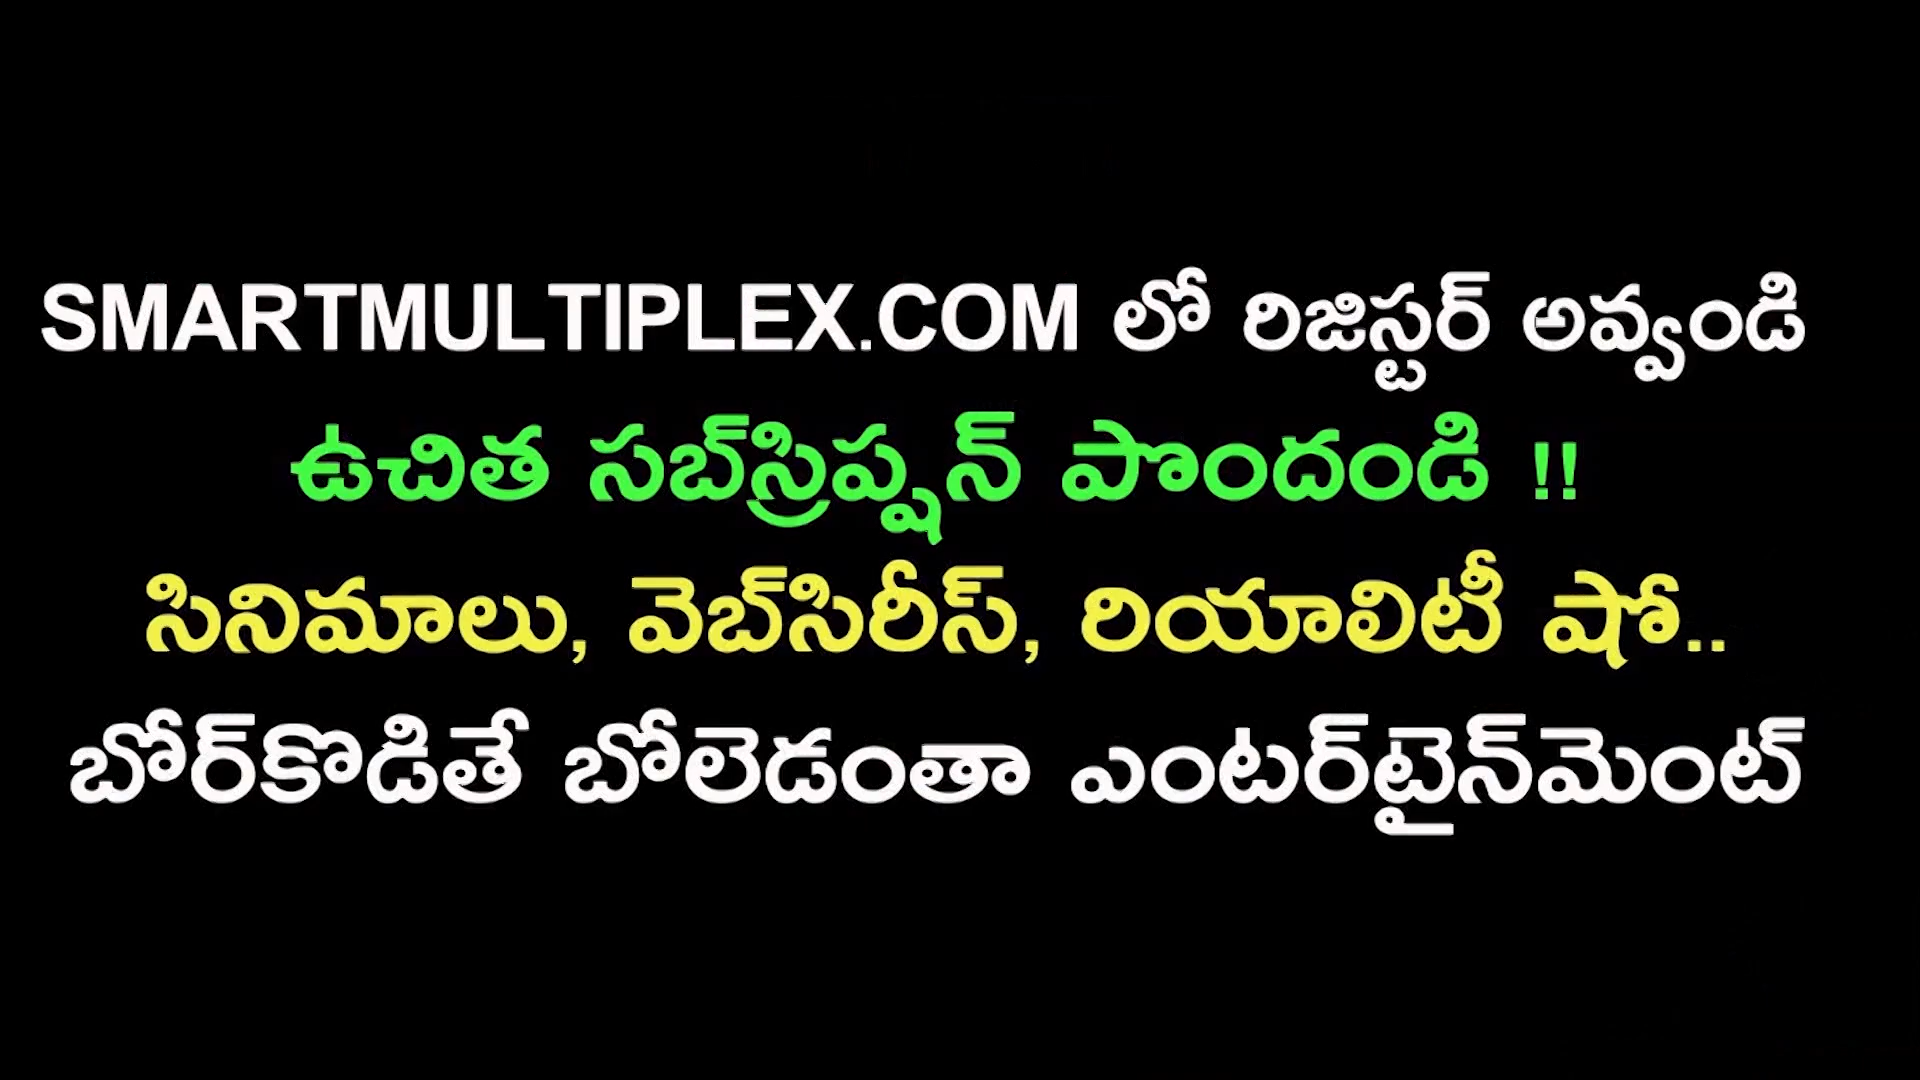 SMARTMULTIPLEX.COM లో రిజిస్టర్ అవ్వండి
ఉచిత సబ్‌స్రిప్షన్ పొందండి !!
సినిమాలు, వెబ్‌సిరీస్, రియాలిటీ షో..
బోర్‌కొడితే బోలెడంతా ఎంటర్‌టైన్‌మెంట్